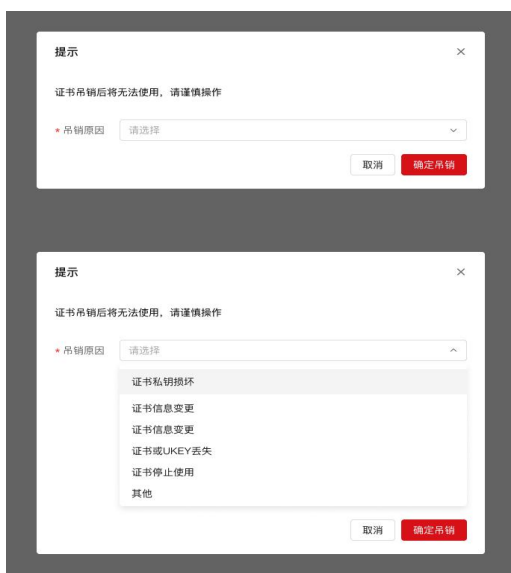 提示
证书吊销后将无法使用，请谨慎操作
* 吊销原因 请选择
取消 确定吊销
提示
证书吊销后将无法使用，请谨慎操作
* 吊销原因 请选择
证书私钥损坏
证书信息变更
证书信息变更
证书或UKEY丢失
证书停止使用
其他
取消 确定吊销